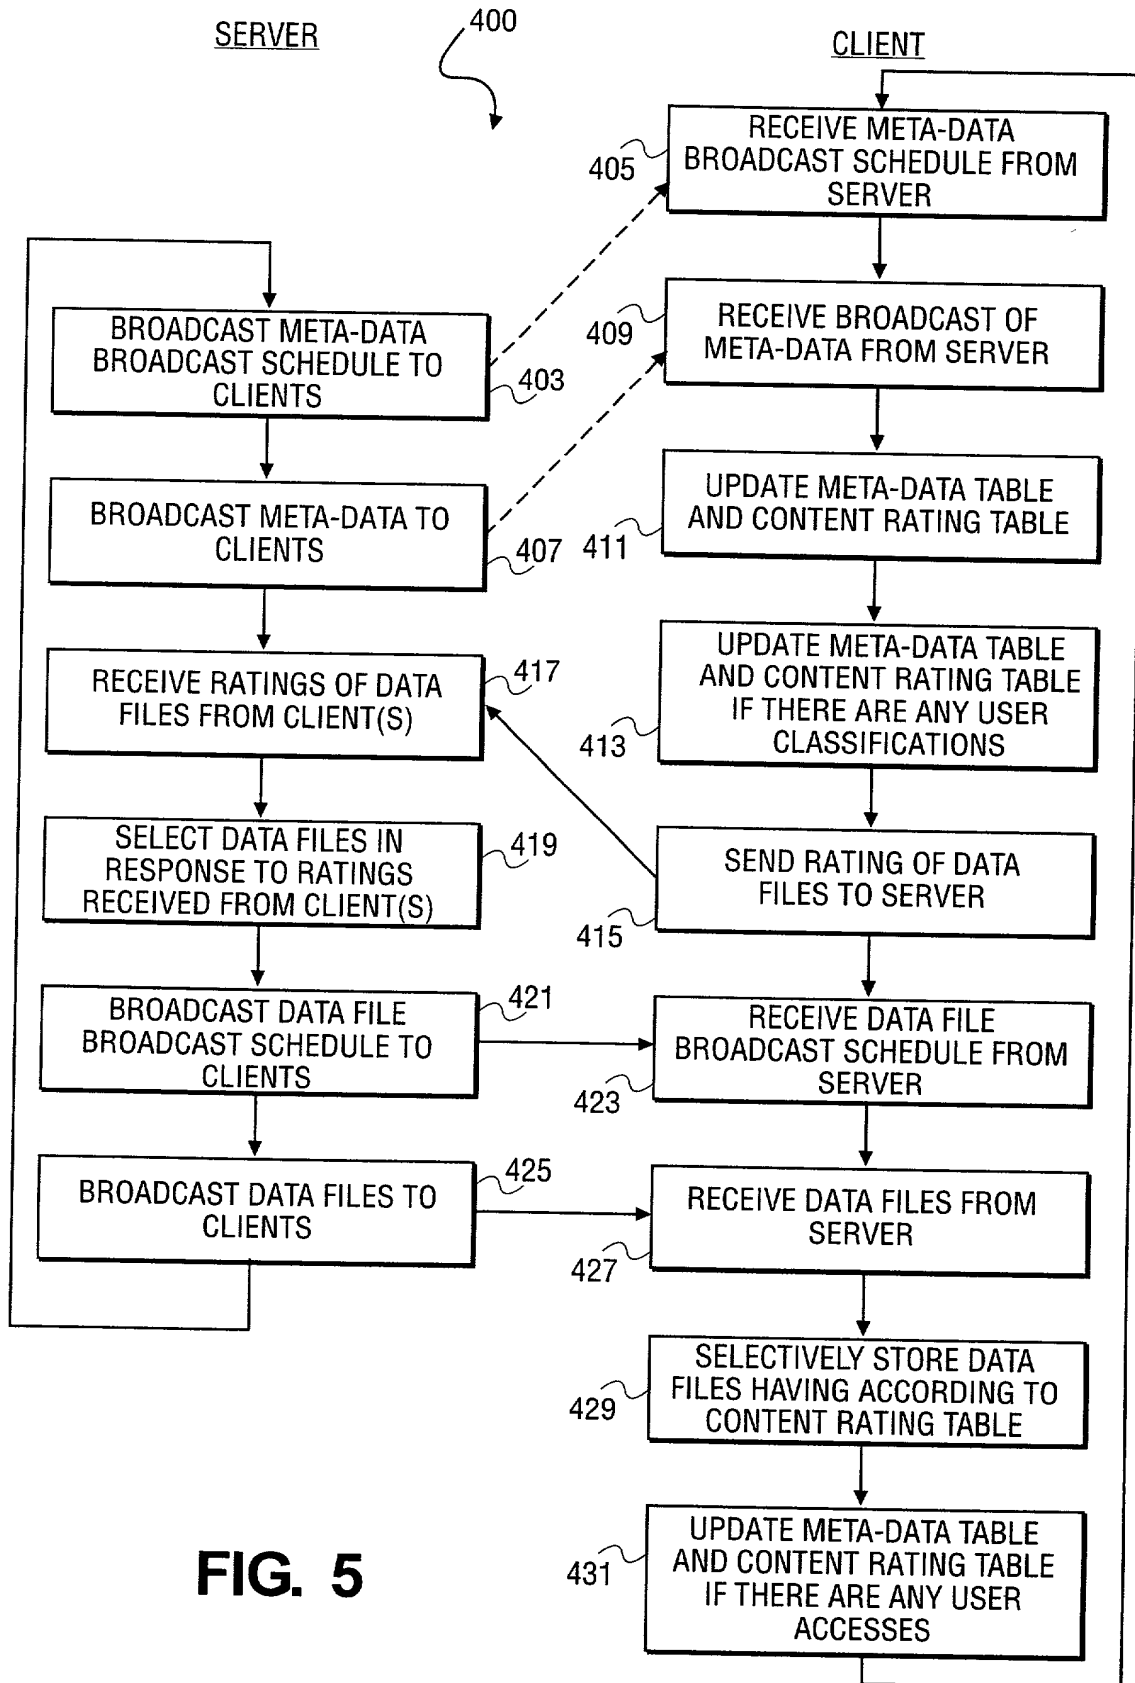 SERVER
400
CLIENT
RECEIVE META-DATA
BROADCAST SCHEDULE FROM
SERVER
405
BROADCAST META-DATA
BROADCAST SCHEDULE TO
CLIENTS
403
RECEIVE BROADCAST OF
META-DATA FROM SERVER
409
BROADCAST META-DATA TO
CLIENTS
407
UPDATE META-DATA TABLE
AND CONTENT RATING TABLE
411
RECEIVE RATINGS OF DATA
FILES FROM CLIENT(S)
417
UPDATE META-DATA TABLE
AND CONTENT RATING TABLE
IF THERE ARE ANY USER
CLASSIFICATIONS
413
SELECT DATA FILES IN
RESPONSE TO RATINGS
RECEIVED FROM CLIENT(S)
419
SEND RATING OF DATA
FILES TO SERVER
415
BROADCAST DATA FILE
BROADCAST SCHEDULE TO
CLIENTS
421
RECEIVE DATA FILE
BROADCAST SCHEDULE FROM
SERVER
423
BROADCAST DATA FILES TO
CLIENTS
425
RECEIVE DATA FILES FROM
SERVER
427
SELECTIVELY STORE DATA
FILES HAVING ACCORDING TO
CONTENT RATING TABLE
429
UPDATE META-DATA TABLE
AND CONTENT RATING TABLE
IF THERE ARE ANY USER
ACCESSES
431
FIG. 5